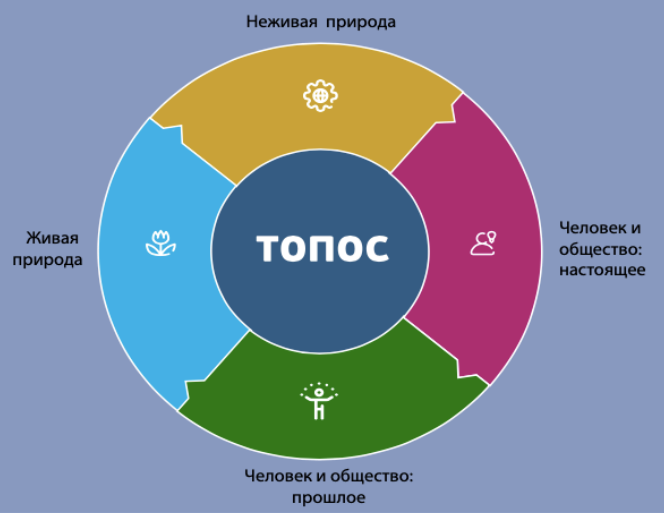 Неживая природа
Живая
природа
ТОПОС
Человек и
общество:
настоящее
Человек и общество:
прошлое